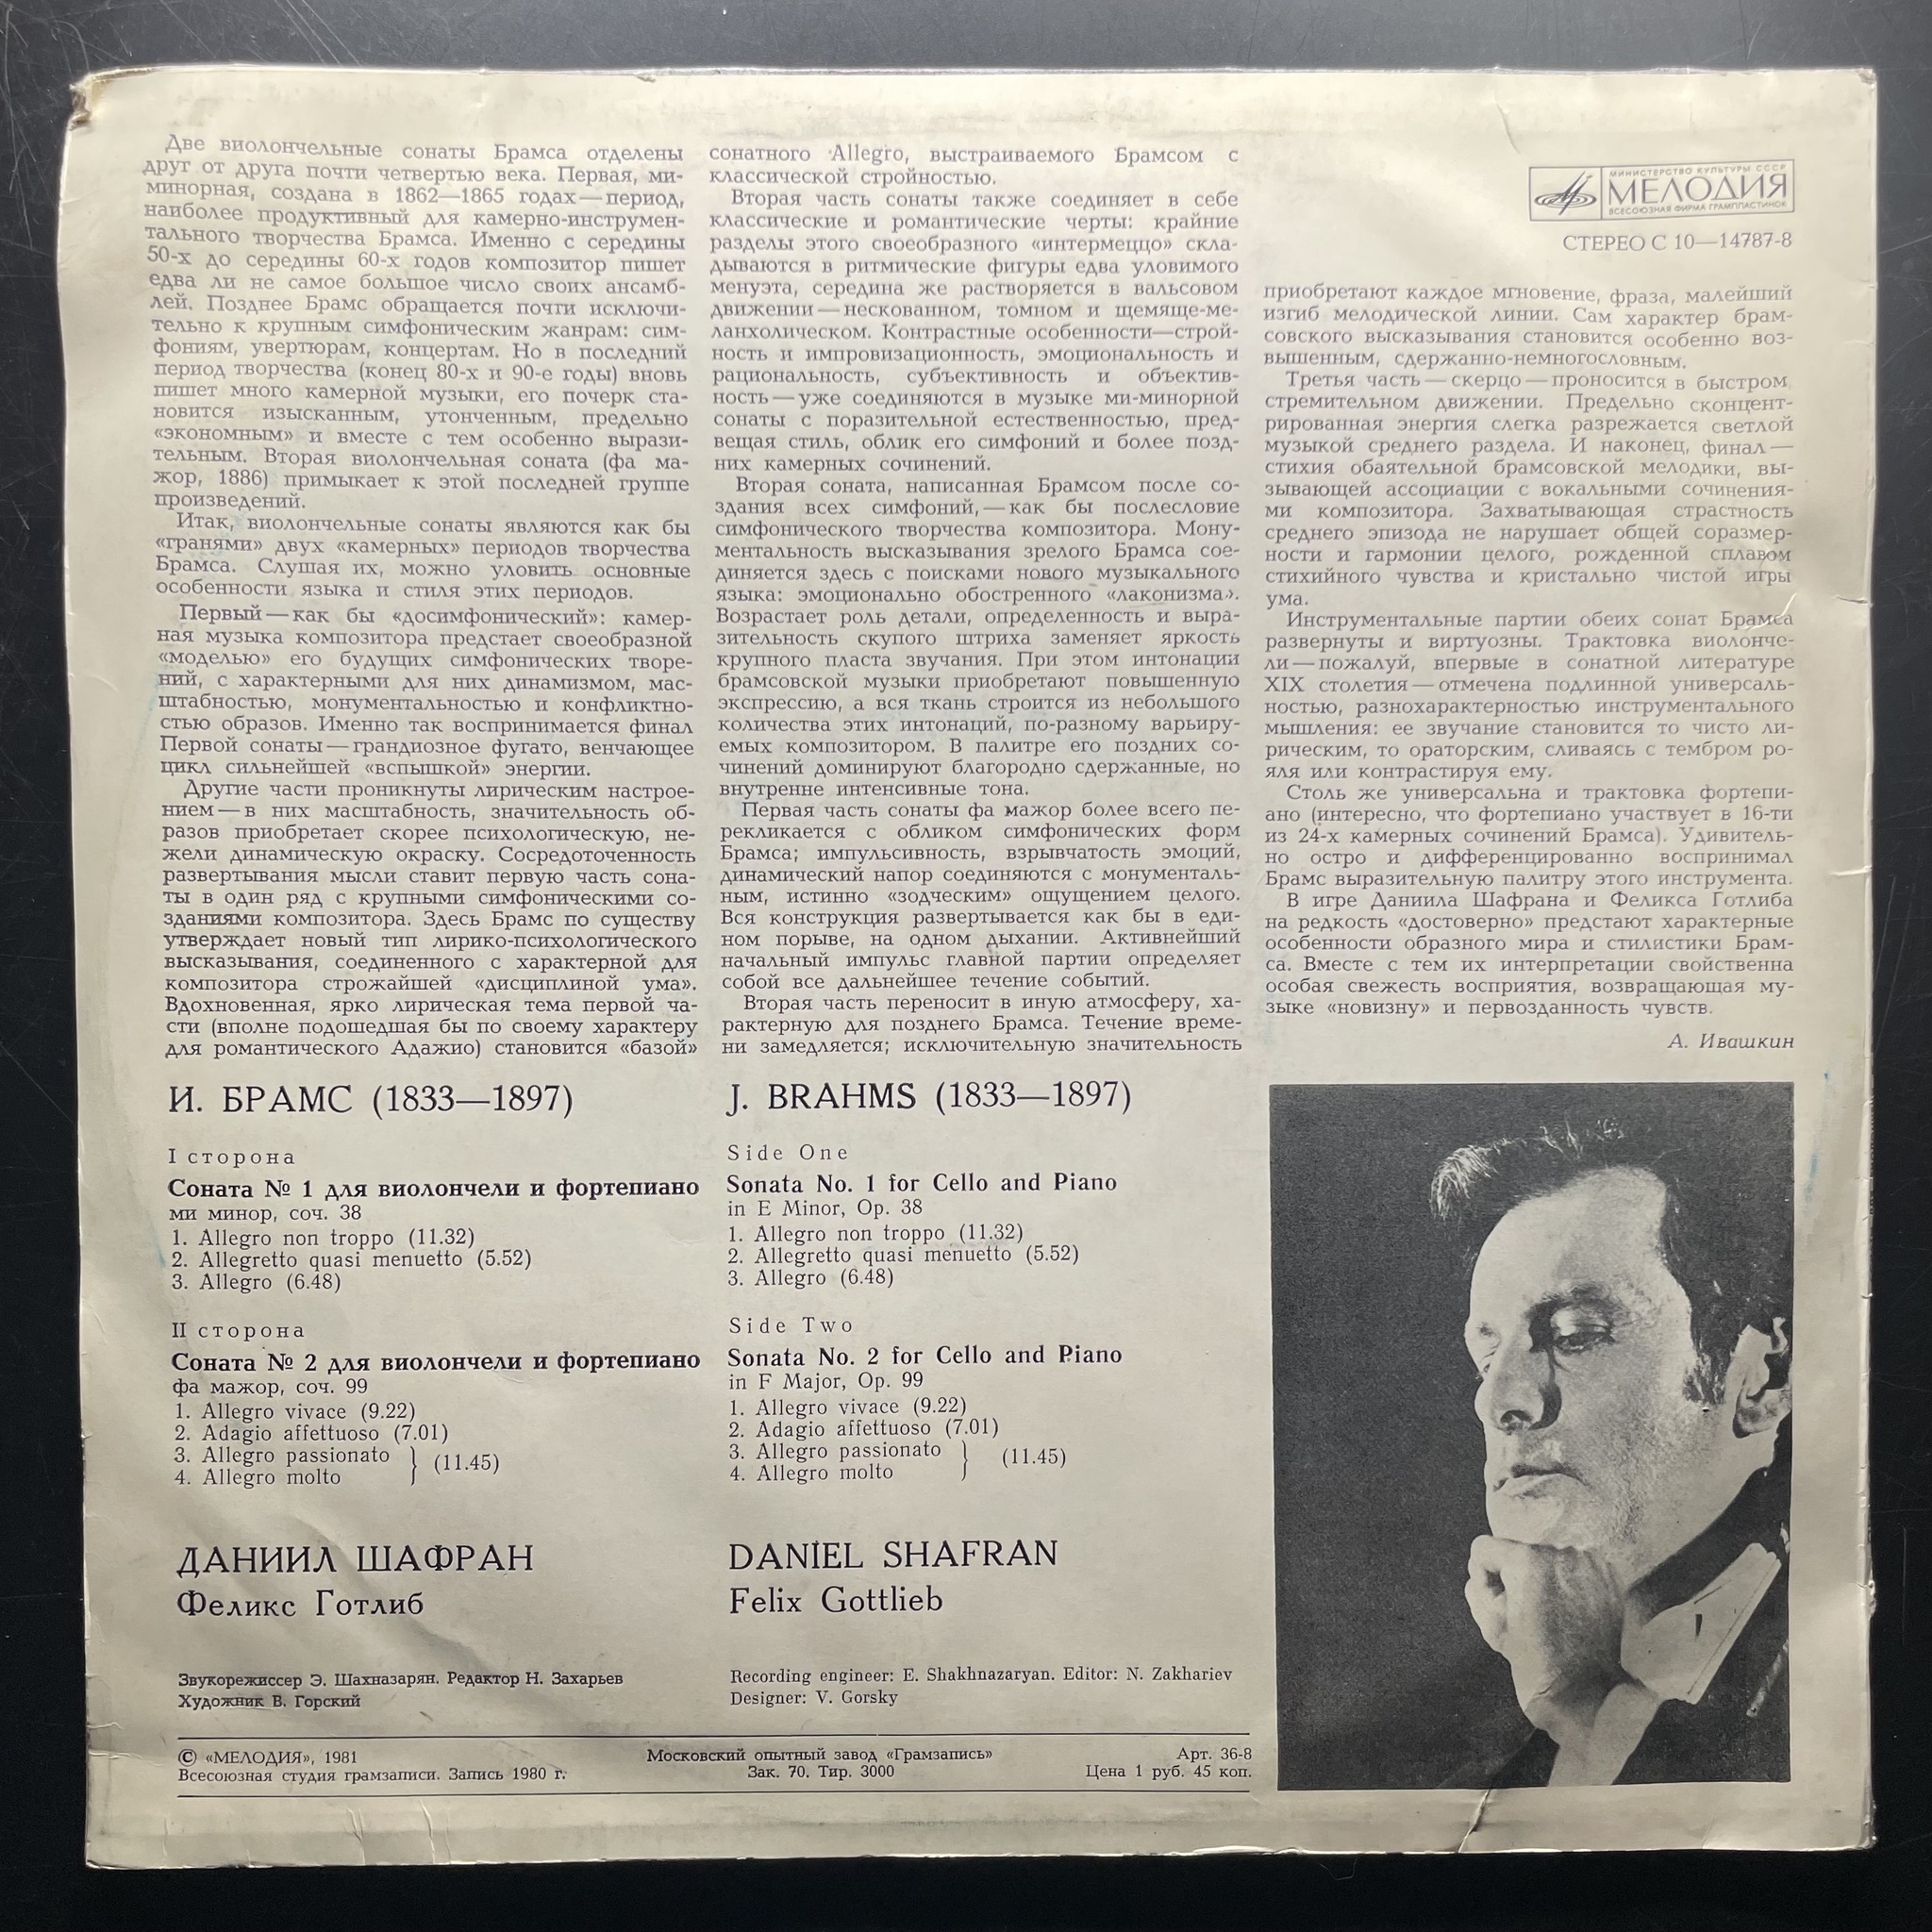 Две виолончельные сонаты Брамса отделены
друг от друга почти четвертью века. Первая, ми-
минорная, создана в 1862—1865 годах — период,
наиболее продуктивный для камерно-инструмен-
тального творчества Брамса. Именно с середины
50-х до середины 60-х годов композитор пишет
едва ли не самое большое число своих ансамб-
лей. Позднее Брамс обращается почти исключи-
тельно к крупным симфоническим жанрам: сим-
фониям, увертюрам, концертам. Но в последний
период творчества (конец 80-х и 90-е годы) вновь
пишет много камерной музыки, его почерк ста-
новится изысканным, утонченным, предельно
«экономным» и вместе с тем особенно вырази-
тельным. Вторая виолончельная соната (фа ма-
жор, 1886) примыкает к этой последней группе
произведений.
Итак, виолончельные сонаты являются как бы
«гранями» двух «камерных» периодов творчества
Брамса. Слушая их, можно уловить основные
особенности языка и стиля этих периодов.
Первый — как бы «досимфонический»: камер-
ная музыка композитора предстает своеобразной
«моделью» его будущих симфонических творе-
ний, с характерными для них динамизмом, мас-
штабностью, монументальностью и конфликтно-
стью образов. Именно так воспринимается финал
Первой сонаты — грандиозное фугато, венчающее
цикл сильнейшей «вспышкой» энергии.
Другие части проникнуты лирическим настрое-
нием — в них масштабность, значительность об-
разов приобретает скорее психологическую, не-
жели динамическую окраску. Сосредоточенность
развертывания мысли ставит первую часть сона-
ты в один ряд с крупными симфоническими со-
зданиями композитора. Здесь Брамс по существу
утверждает новый тип лирико-психологического
высказывания, соединенного с характерной для
композитора строжайшей «дисциплиной ума».
Вдохновенная, ярко лирическая тема первой ча-
сти (вполне подошедшая бы по своему характеру
для романтического Адажио) становится «базой»
сонатного Allegro, выстраиваемого Брамсом с
классической стройностью.
Вторая часть сонаты также соединяет в себе
классические и романтические черты: крайние
разделы этого своеобразного «интермеццо» скла-
дываются в ритмические фигуры едва уловимого
менуэта, середина же растворяется в вальсовом
движении — нескованном, томном и щемяще-ме-
ланхолическом. Контрастные особенности—строй-
ность и импровизационность, эмоциональность и
рациональность, субъективность и объектив-
ность — уже соединяются в музыке ми-минорной
сонаты с поразительной естественностью, пред-
вещая стиль, облик его симфоний и более позд-
них камерных сочинений.
Вторая соната, написанная Брамсом после со-
здания всех симфоний, — как бы послесловие
симфонического творчества композитора. Мону-
ментальность высказывания зрелого Брамса сое-
диняется здесь с поисками нового музыкального
языка: эмоционально обостренного «лаконизма».
Возрастает роль детали, определенность и выра-
зительность скупого штриха заменяет яркость
крупного пласта звучания. При этом интонации
брамсовской музыки приобретают повышенную
экспрессию, а вся ткань строится из небольшого
количества этих интонаций, по-разному варьиру-
емых композитором. В палитре его поздних со-
чинений доминируют благородно сдержанные, но
внутренне интенсивные тона.
Первая часть сонаты фа мажор более всего пе-
рекликается с обликом симфонических форм
Брамса; импульсивность, взрывчатость эмоций,
динамический напор соединяются с монументаль-
ным, истинно «зодческим» ощущением целого.
Вся конструкция развертывается как бы в еди-
ном порыве, на одном дыхании. Активнейший
начальный импульс главной партии определяет
собой все дальнейшее течение событий.
Вторая часть переносит в иную атмосферу, ха-
рактерную для позднего Брамса. Течение време-
ни замедляется; исключительную значительность
МИНИСТЕРСТВО КУЛЬТУРЫ СССР
МЕЛОДИЯ
ВСЕСОЮЗНАЯ ФИРМА ГРАМПЛАСТИНОК
СТЕРЕО С 10—14787-8
приобретают каждое мгновение, фраза, малейший
изгиб мелодической линии. Сам характер брам-
совского высказывания становится особенно воз-
вышенным, сдержанно-немногословным.
Третья часть — скерцо — проносится в быстром
стремительном движении. Предельно сконцент-
рированная энергия слегка разрежается светлой
музыкой среднего раздела. И наконец, финал —
стихия обаятельной брамсовской мелодики, вы-
зывающей ассоциации с вокальными сочинения-
ми композитора. Захватывающая страстность
среднего эпизода не нарушает общей соразмер-
ности и гармонии целого, рожденной сплавом
стихийного чувства и кристально чистой игры
ума.
Инструментальные партии обеих сонат Брамса
развернуты и виртуозны. Трактовка виолонче-
ли — пожалуй, впервые в сонатной литературе
XIX столетия — отмечена подлинной универсаль-
ностью, разнохарактерностью инструментального
мышления: ее звучание становится то чисто ли-
рическим, то ораторским, сливаясь с тембром ро-
яля или контрастируя ему.
Столь же универсальна и трактовка фортепи-
ано (интересно, что фортепиано участвует в 16-ти
из 24-х камерных сочинений Брамса). Удивитель-
но остро и дифференцированно воспринимал
Брамс выразительную палитру этого инструмента.
В игре Даниила Шафрана и Феликса Готлиба
на редкость «достоверно» предстают характерные
особенности образного мира и стилистики Брам-
са. Вместе с тем их интерпретации свойственна
особая свежесть восприятия, возвращающая му-
зыке «новизну» и первозданность чувств.
А. Ивашкин
И. БРАМС (1833—1897)
I сторона
Соната № 1 для виолончели и фортепиано
ми минор, соч. 38
1. Allegro non troppo (11.32)
2. Allegretto quasi menuetto (5.52)
3. Allegro (6.48)
II сторона
Соната № 2 для виолончели и фортепиано
фа мажор, соч. 99
1. Allegro vivace (9.22)
2. Adagio affettuoso (7.01)
3. Allegro passionato
4. Allegro molto
(11.45)
ДАНИИЛ ШАФРАН
Феликс Готлиб
Звукорежиссер Э. Шахназарян. Редактор Н. Захарьев
Художник В. Горский
J. BRAHMS (1833—1897)
Side One
Sonata No. 1 for Cello and Piano
in E Minor, Op. 38
1. Allegro non troppo (11.32)
2. Allegretto quasi menuetto (5.52)
3. Allegro (6.48)
Side Two
Sonata No. 2 for Cello and Piano
in F Major, Op. 99
1. Allegro vivace (9.22)
2. Adagio affettuoso (7.01)
3. Allegro passionato
4. Allegro molto
(11.45)
DANIEL SHAFRAN
Felix Gottlieb
Recording engineer: E. Shakhnazaryan. Editor: N. Zakhariev
Designer: V. Gorsky
© «МЕЛОДИЯ», 1981
Всесоюзная студия грамзаписи. Запись 1980 г.
Московский опытный завод «Грамзапись»
Зак. 70. Тир. 3000
Арт. 36-8
Цена 1 руб. 45 коп.